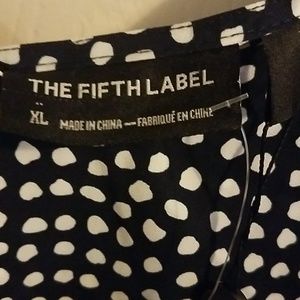 THE FIFTH LABEL
XL MADE IN CHINA — FABRIQUÉ EN CHINE